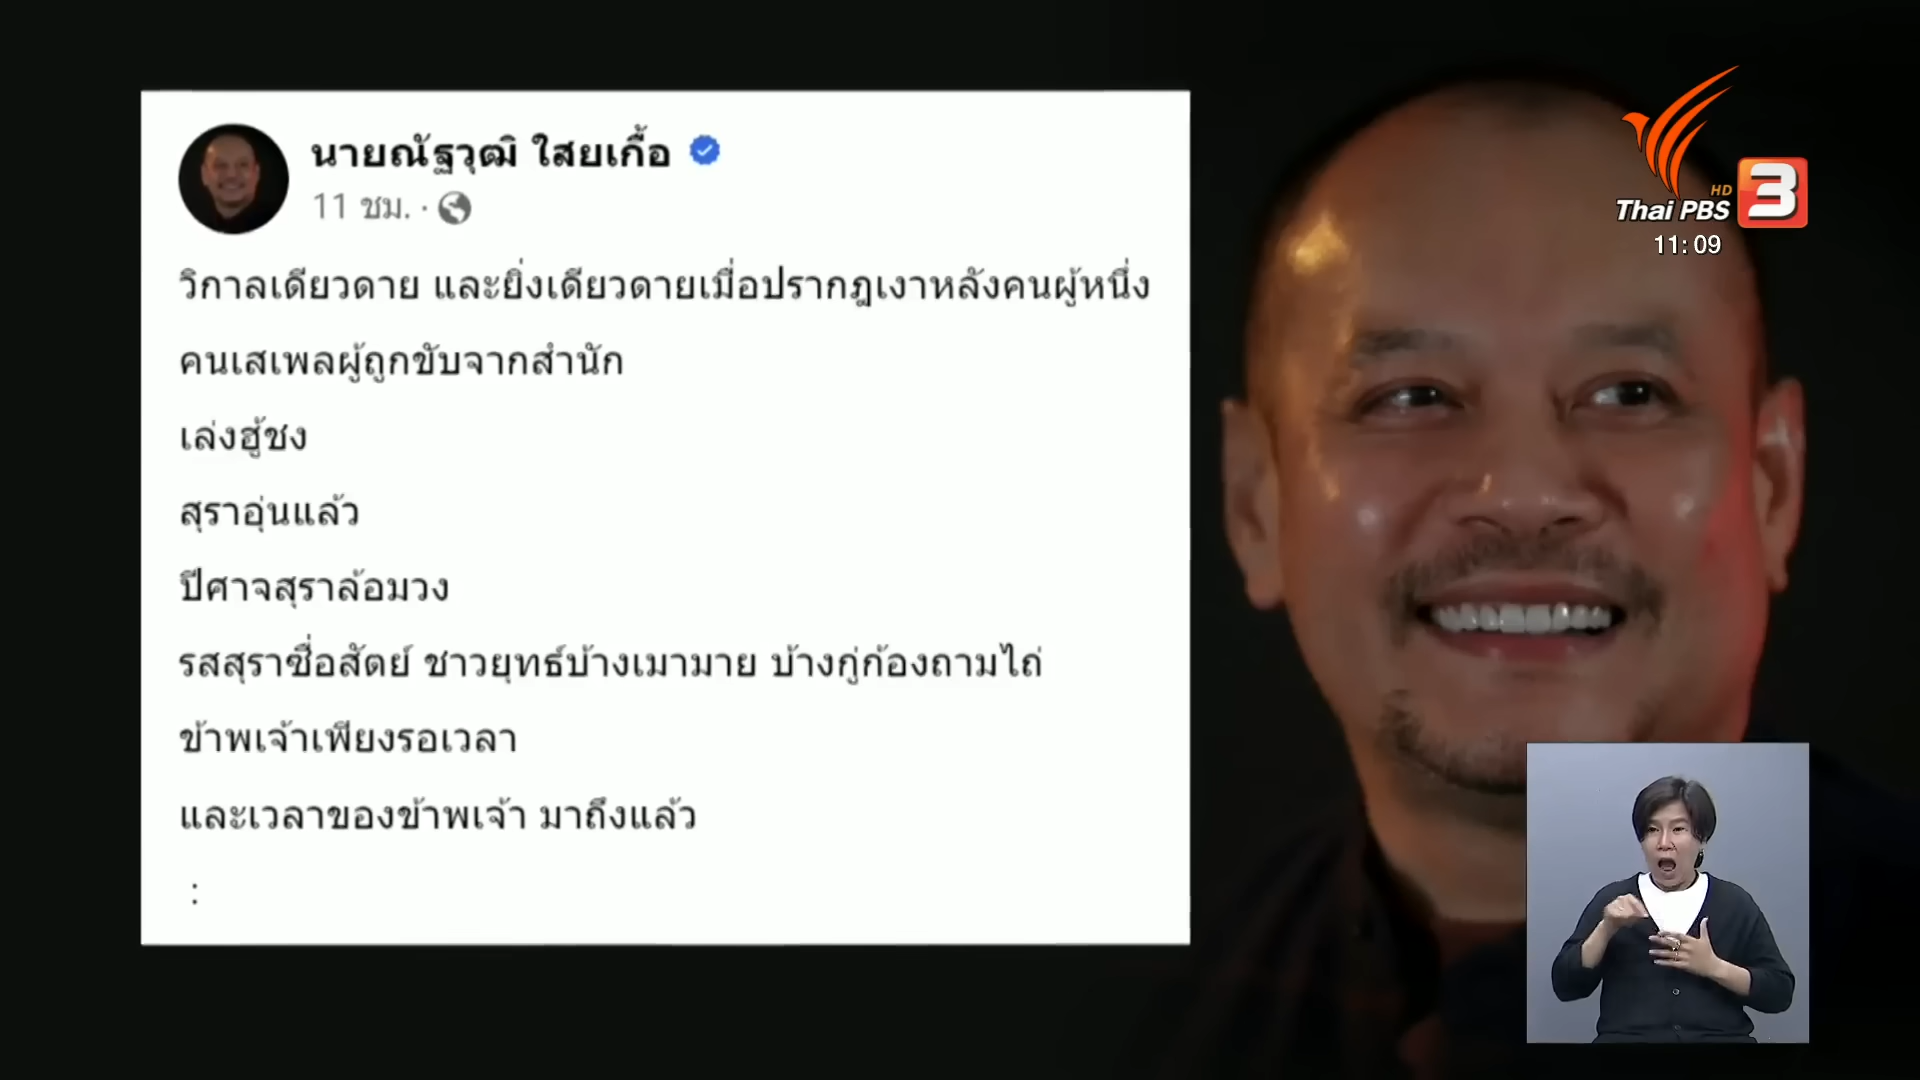 นายณัฐวุฒิ ใสยเกื้อ
11 ชม. ·
วิกาลเดียวดาย และยิ่งเดียวดายเมื่อปรากฏเงาหลังคนผู้หนึ่ง
คนเสเพลผู้ถูกขับจากสำนัก
เล่งฮู้ชง
สุราอุ่นแล้ว
ปีศาจสุราล้อมวง
รสสุราซื่อสัตย์ ชาวยุทธ์บ้างเมามาย บ้างกู่ก้องถามไถ่
ข้าพเจ้าเพียงรอเวลา
และเวลาของข้าพเจ้า มาถึงแล้ว
:
HD
Thai PBS 3
11:09